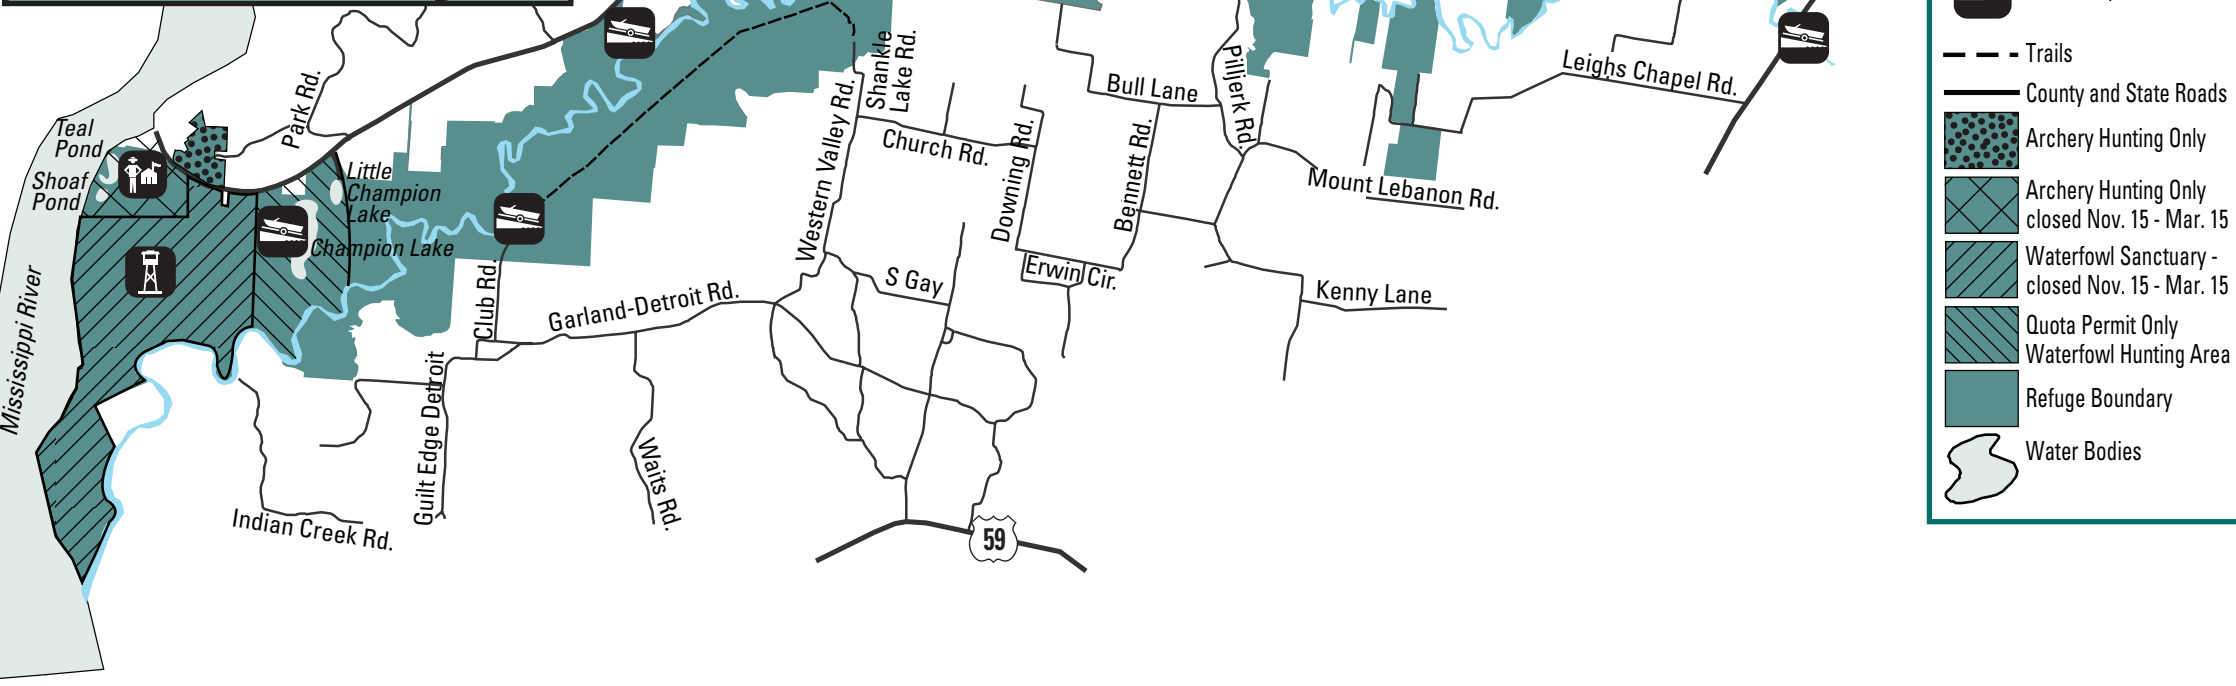 Teal
Pond
Shoaf
Pond
Mississippi River
Park Rd.
Little
Champion
Lake
Champion Lake
Shankle
Lake Rd.
Western Valley Rd.
Church Rd.
Downing Rd.
Bull Lane
Pilljerk Rd.
Bennett Rd.
Leighs Chapel Rd.
Mount Lebanon Rd.
Erwin Cir.
Kenny Lane
S Gay
Club Rd.
Garland-Detroit Rd.
Guilt Edge Detroit
Waits Rd.
Indian Creek Rd.
59
Trails
County and State Roads
Archery Hunting Only
Archery Hunting Only
closed Nov. 15 - Mar. 15
Waterfowl Sanctuary -
closed Nov. 15 - Mar. 15
Quota Permit Only
Waterfowl Hunting Area
Refuge Boundary
Water Bodies